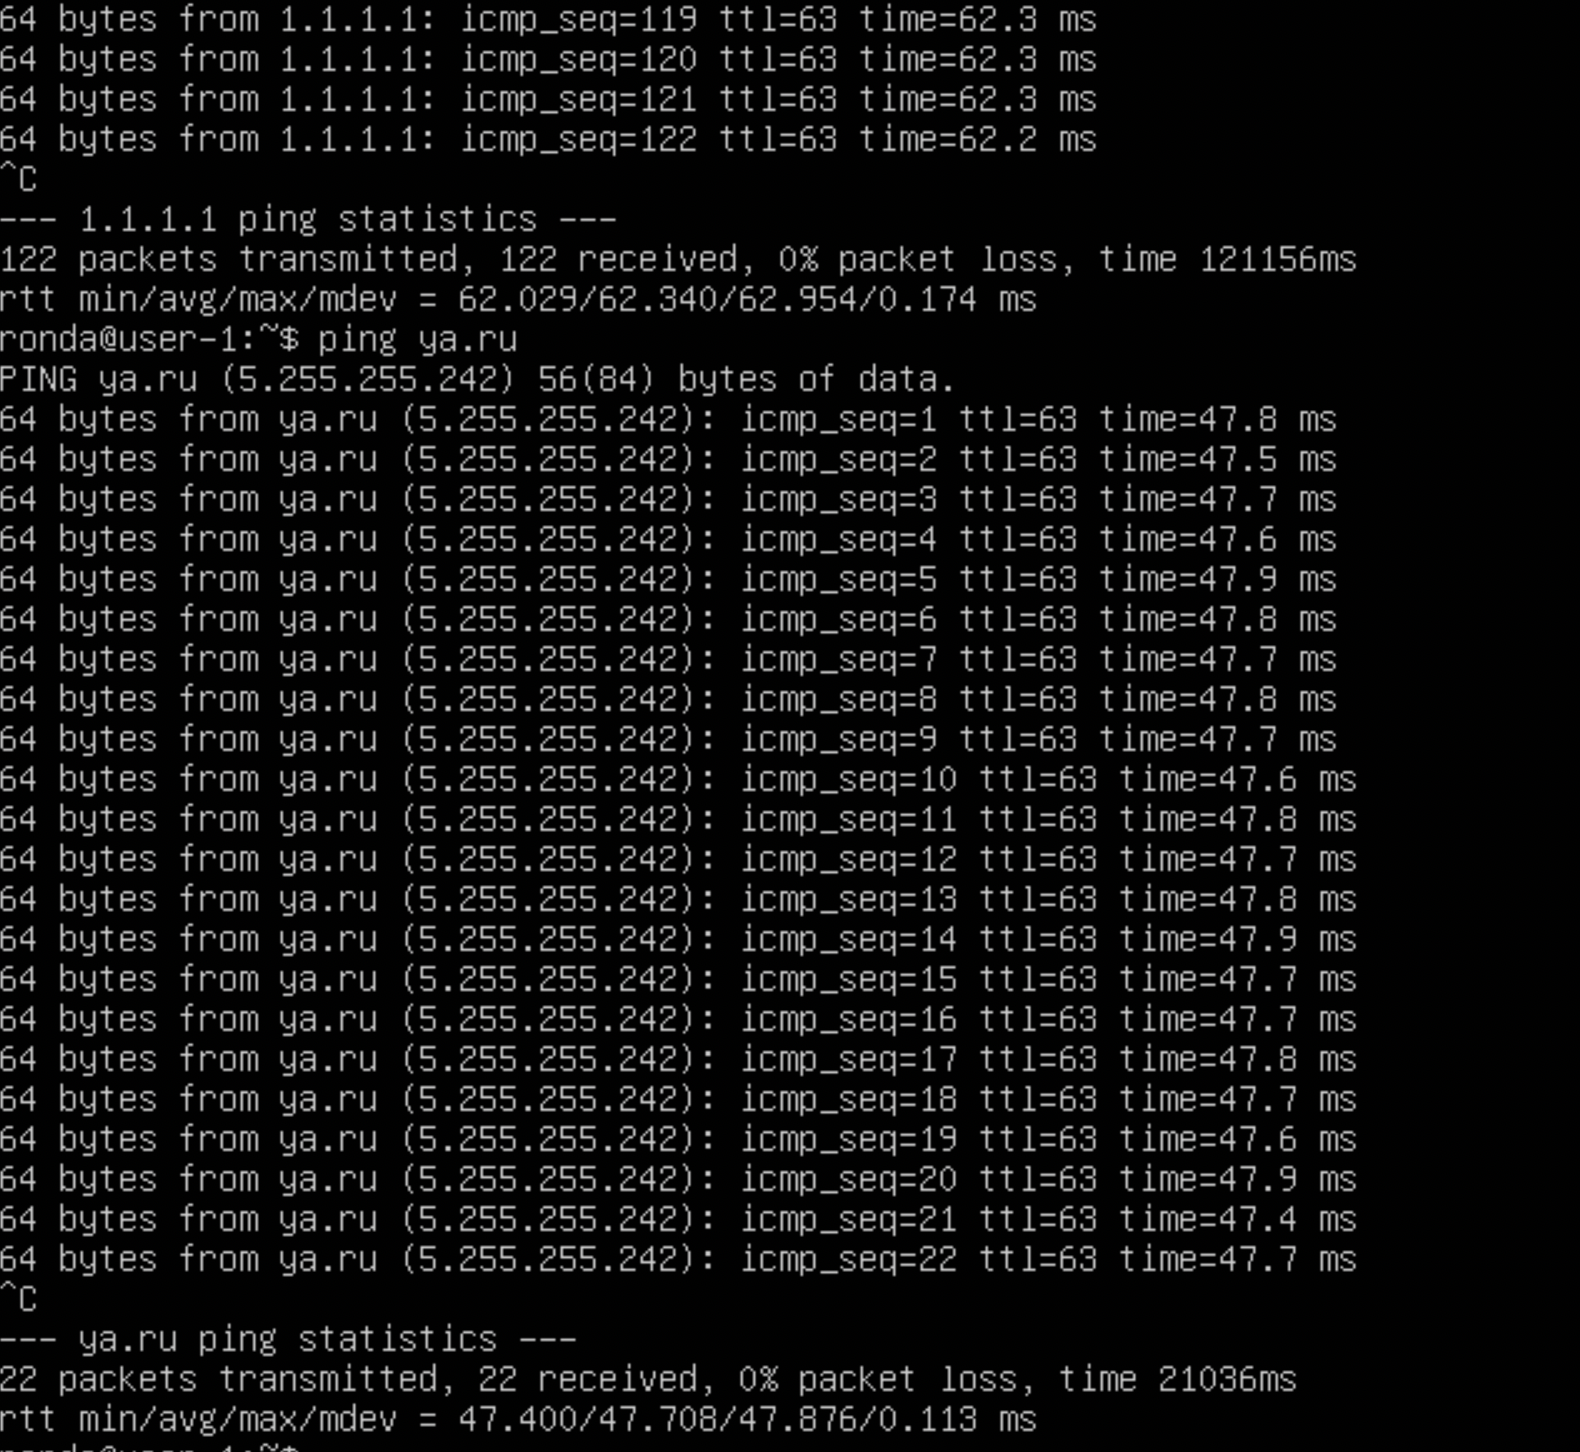 64 bytes from 1.1.1.1: icmp_seq=119 ttl=63 time=62.3 ms
64 bytes from 1.1.1.1: icmp_seq=120 ttl=63 time=62.3 ms
64 bytes from 1.1.1.1: icmp_seq=121 ttl=63 time=62.3 ms
64 bytes from 1.1.1.1: icmp_seq=122 ttl=63 time=62.2 ms
^C
--- 1.1.1.1 ping statistics ---
122 packets transmitted, 122 received, 0% packet loss, time 121156ms
rtt min/avg/max/mdev = 62.029/62.340/62.954/0.174 ms
ronda@user-1:~$ ping ya.ru
PING ya.ru (5.255.255.242) 56(84) bytes of data.
64 bytes from ya.ru (5.255.255.242): icmp_seq=1 ttl=63 time=47.8 ms
64 bytes from ya.ru (5.255.255.242): icmp_seq=2 ttl=63 time=47.5 ms
64 bytes from ya.ru (5.255.255.242): icmp_seq=3 ttl=63 time=47.7 ms
64 bytes from ya.ru (5.255.255.242): icmp_seq=4 ttl=63 time=47.6 ms
64 bytes from ya.ru (5.255.255.242): icmp_seq=5 ttl=63 time=47.9 ms
64 bytes from ya.ru (5.255.255.242): icmp_seq=6 ttl=63 time=47.8 ms
64 bytes from ya.ru (5.255.255.242): icmp_seq=7 ttl=63 time=47.7 ms
64 bytes from ya.ru (5.255.255.242): icmp_seq=8 ttl=63 time=47.8 ms
64 bytes from ya.ru (5.255.255.242): icmp_seq=9 ttl=63 time=47.7 ms
64 bytes from ya.ru (5.255.255.242): icmp_seq=10 ttl=63 time=47.6 ms
64 bytes from ya.ru (5.255.255.242): icmp_seq=11 ttl=63 time=47.8 ms
64 bytes from ya.ru (5.255.255.242): icmp_seq=12 ttl=63 time=47.7 ms
64 bytes from ya.ru (5.255.255.242): icmp_seq=13 ttl=63 time=47.8 ms
64 bytes from ya.ru (5.255.255.242): icmp_seq=14 ttl=63 time=47.9 ms
64 bytes from ya.ru (5.255.255.242): icmp_seq=15 ttl=63 time=47.7 ms
64 bytes from ya.ru (5.255.255.242): icmp_seq=16 ttl=63 time=47.7 ms
64 bytes from ya.ru (5.255.255.242): icmp_seq=17 ttl=63 time=47.8 ms
64 bytes from ya.ru (5.255.255.242): icmp_seq=18 ttl=63 time=47.7 ms
64 bytes from ya.ru (5.255.255.242): icmp_seq=19 ttl=63 time=47.6 ms
64 bytes from ya.ru (5.255.255.242): icmp_seq=20 ttl=63 time=47.9 ms
64 bytes from ya.ru (5.255.255.242): icmp_seq=21 ttl=63 time=47.4 ms
64 bytes from ya.ru (5.255.255.242): icmp_seq=22 ttl=63 time=47.7 ms
^C
--- ya.ru ping statistics ---
22 packets transmitted, 22 received, 0% packet loss, time 21036ms
rtt min/avg/max/mdev = 47.400/47.708/47.876/0.113 ms
ronda@user-1:~$